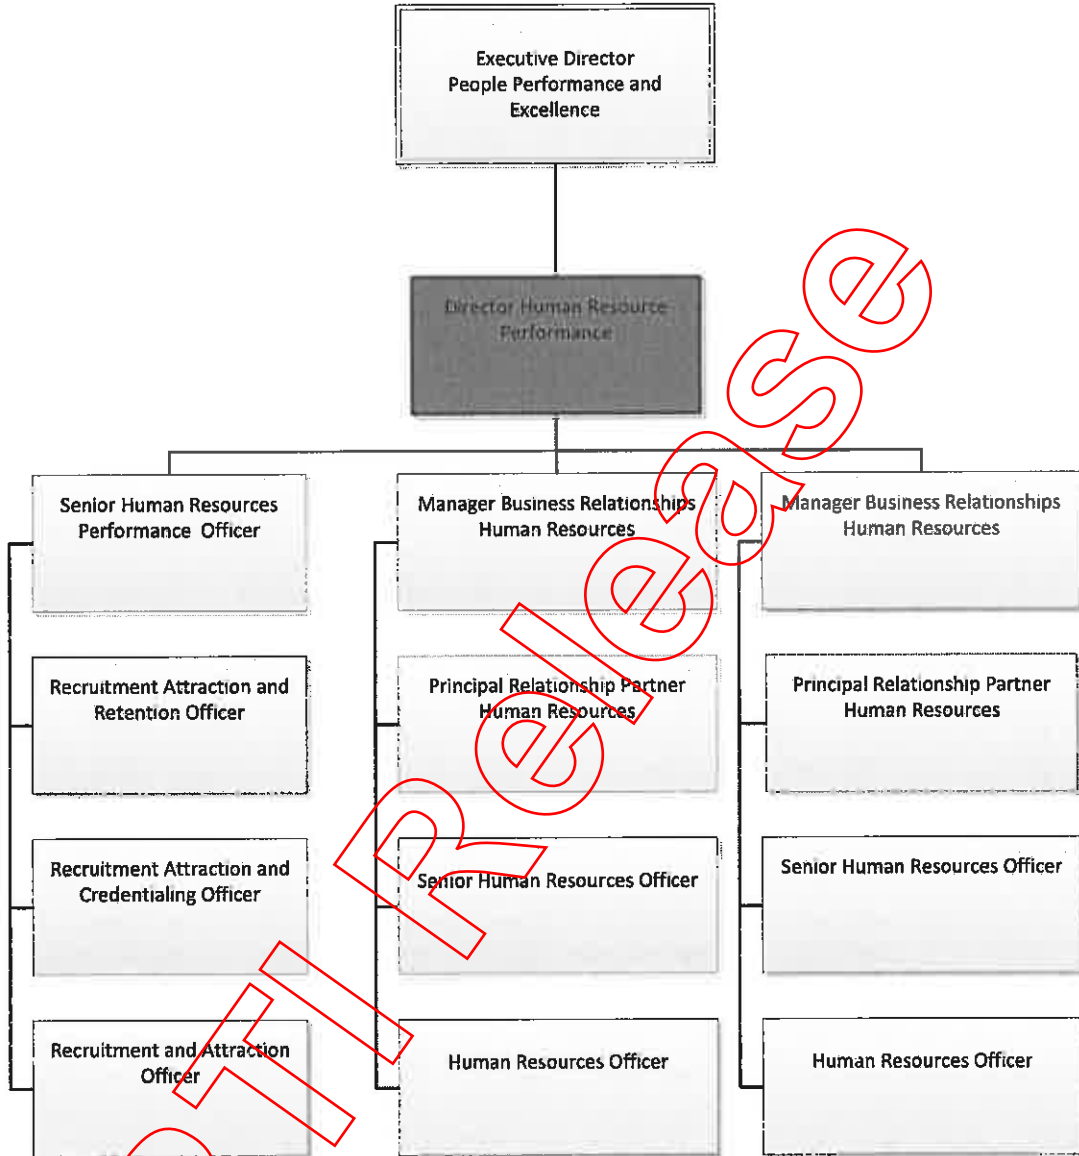 Executive Director
People Performance and
Excellence
Director Human Resource
Performance
Senior Human Resources
Performance Officer
Manager Business Relationships
Human Resources
Manager Business Relationships
Human Resources
Recruitment Attraction and
Retention Officer
Principal Relationship Partner
Human Resources
Principal Relationship Partner
Human Resources
Recruitment Attraction and
Credentialing Officer
Senior Human Resources Officer
Senior Human Resources Officer
Recruitment and Attraction
Officer
Human Resources Officer
Human Resources Officer
RTI Release